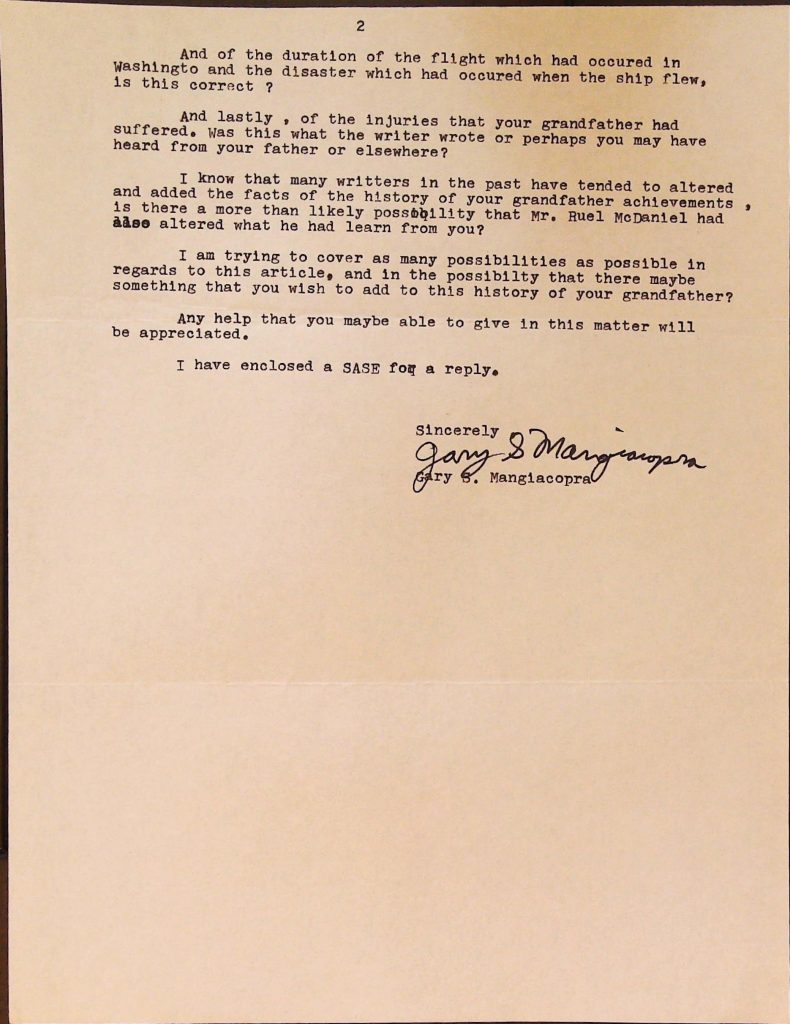 2
And of the duration of the flight which had occured in
Washingto and the disaster which had occured when the ship flew,
is this correct ?
And lastly , of the injuries that your grandfather had
suffered. Was this what the writer wrote or perhaps you may have
heard from your father or elsewhere?
I know that many writters in the past have tended to altered
and added the facts of the history of your grandfather achievements ,
is there a more than likely possibility that Mr. Ruel McDaniel had
also altered what he had learn from you?
I am trying to cover as many possibilities as possible in
regards to this article, and in the possibilty that there maybe
something that you wish to add to this history of your grandfather?
Any help that you maybe able to give in this matter will
be appreciated.
I have enclosed a SASE for a reply.
Sincerely
Gary S Mangiacopra
Gary S. Mangiacopra